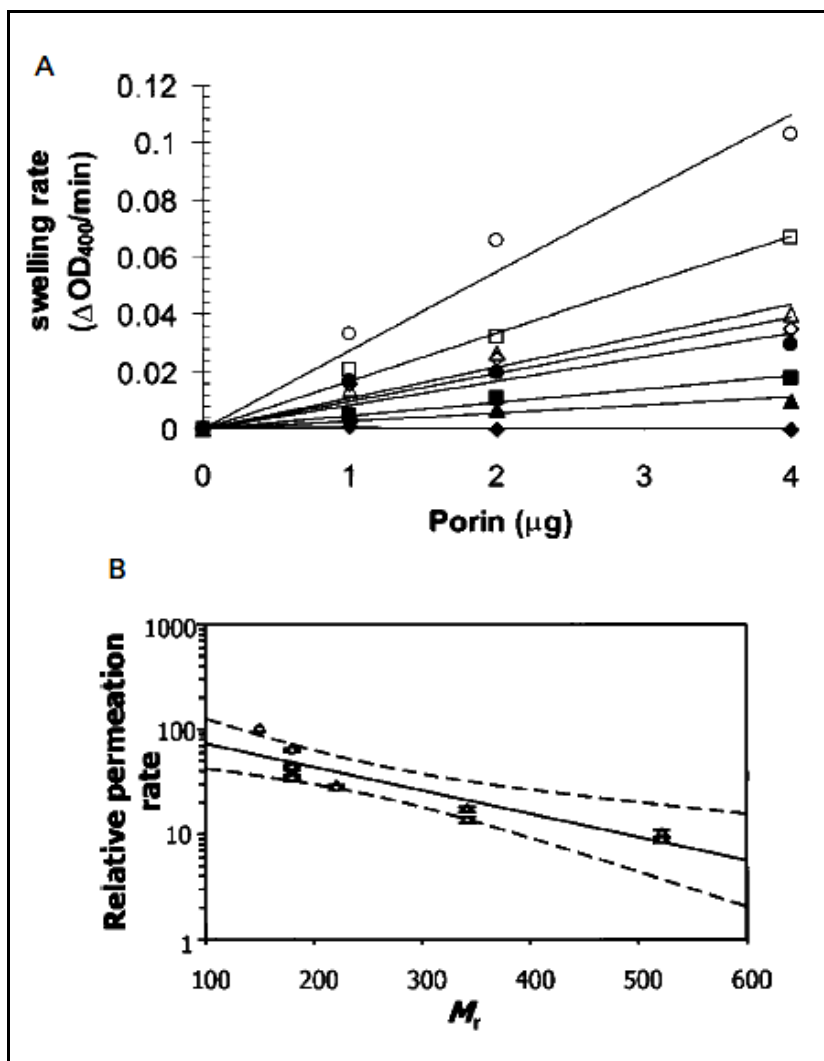 A
0.12
0.1
0.08
0.06
0.04
0.02
0
swelling rate
(ΔOD400/min)
0 1 2 3 4
Porin (μg)
B
1000
100
10
1
Relative permeation
rate
100 200 300 400 500 600
Mr